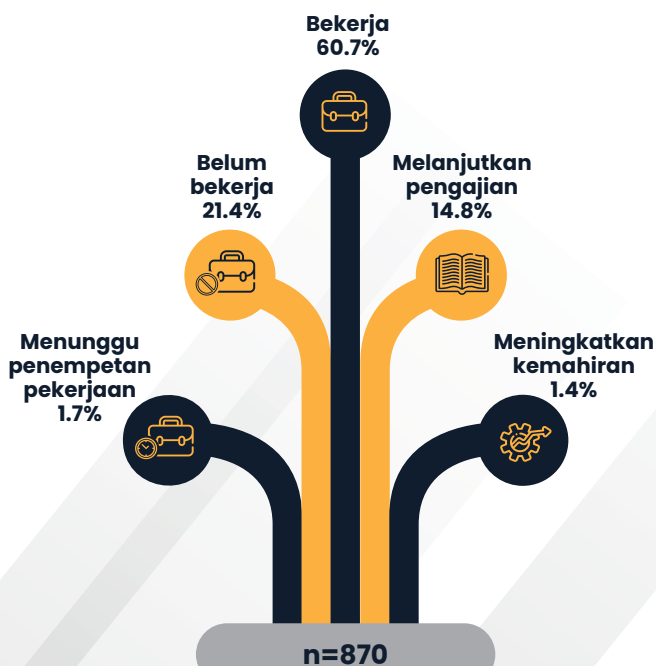 Bekerja
60.7%
Belum
bekerja
21.4%
Melanjutkan
pengajian
14.8%
Menunggu
penempetan
pekerjaan
1.7%
Meningkatkan
kemahiran
1.4%
n=870